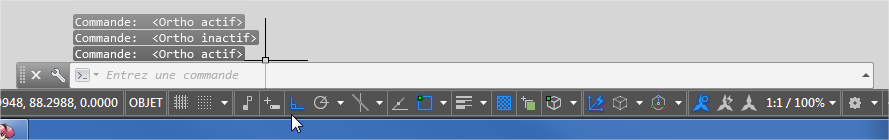 Commande:  <Ortho actif>
Commande:  <Ortho inactif>
Commande:  <Ortho actif>
Entrez une commande
9948, 88.2988, 0.0000 OBJET 1:1 / 100%